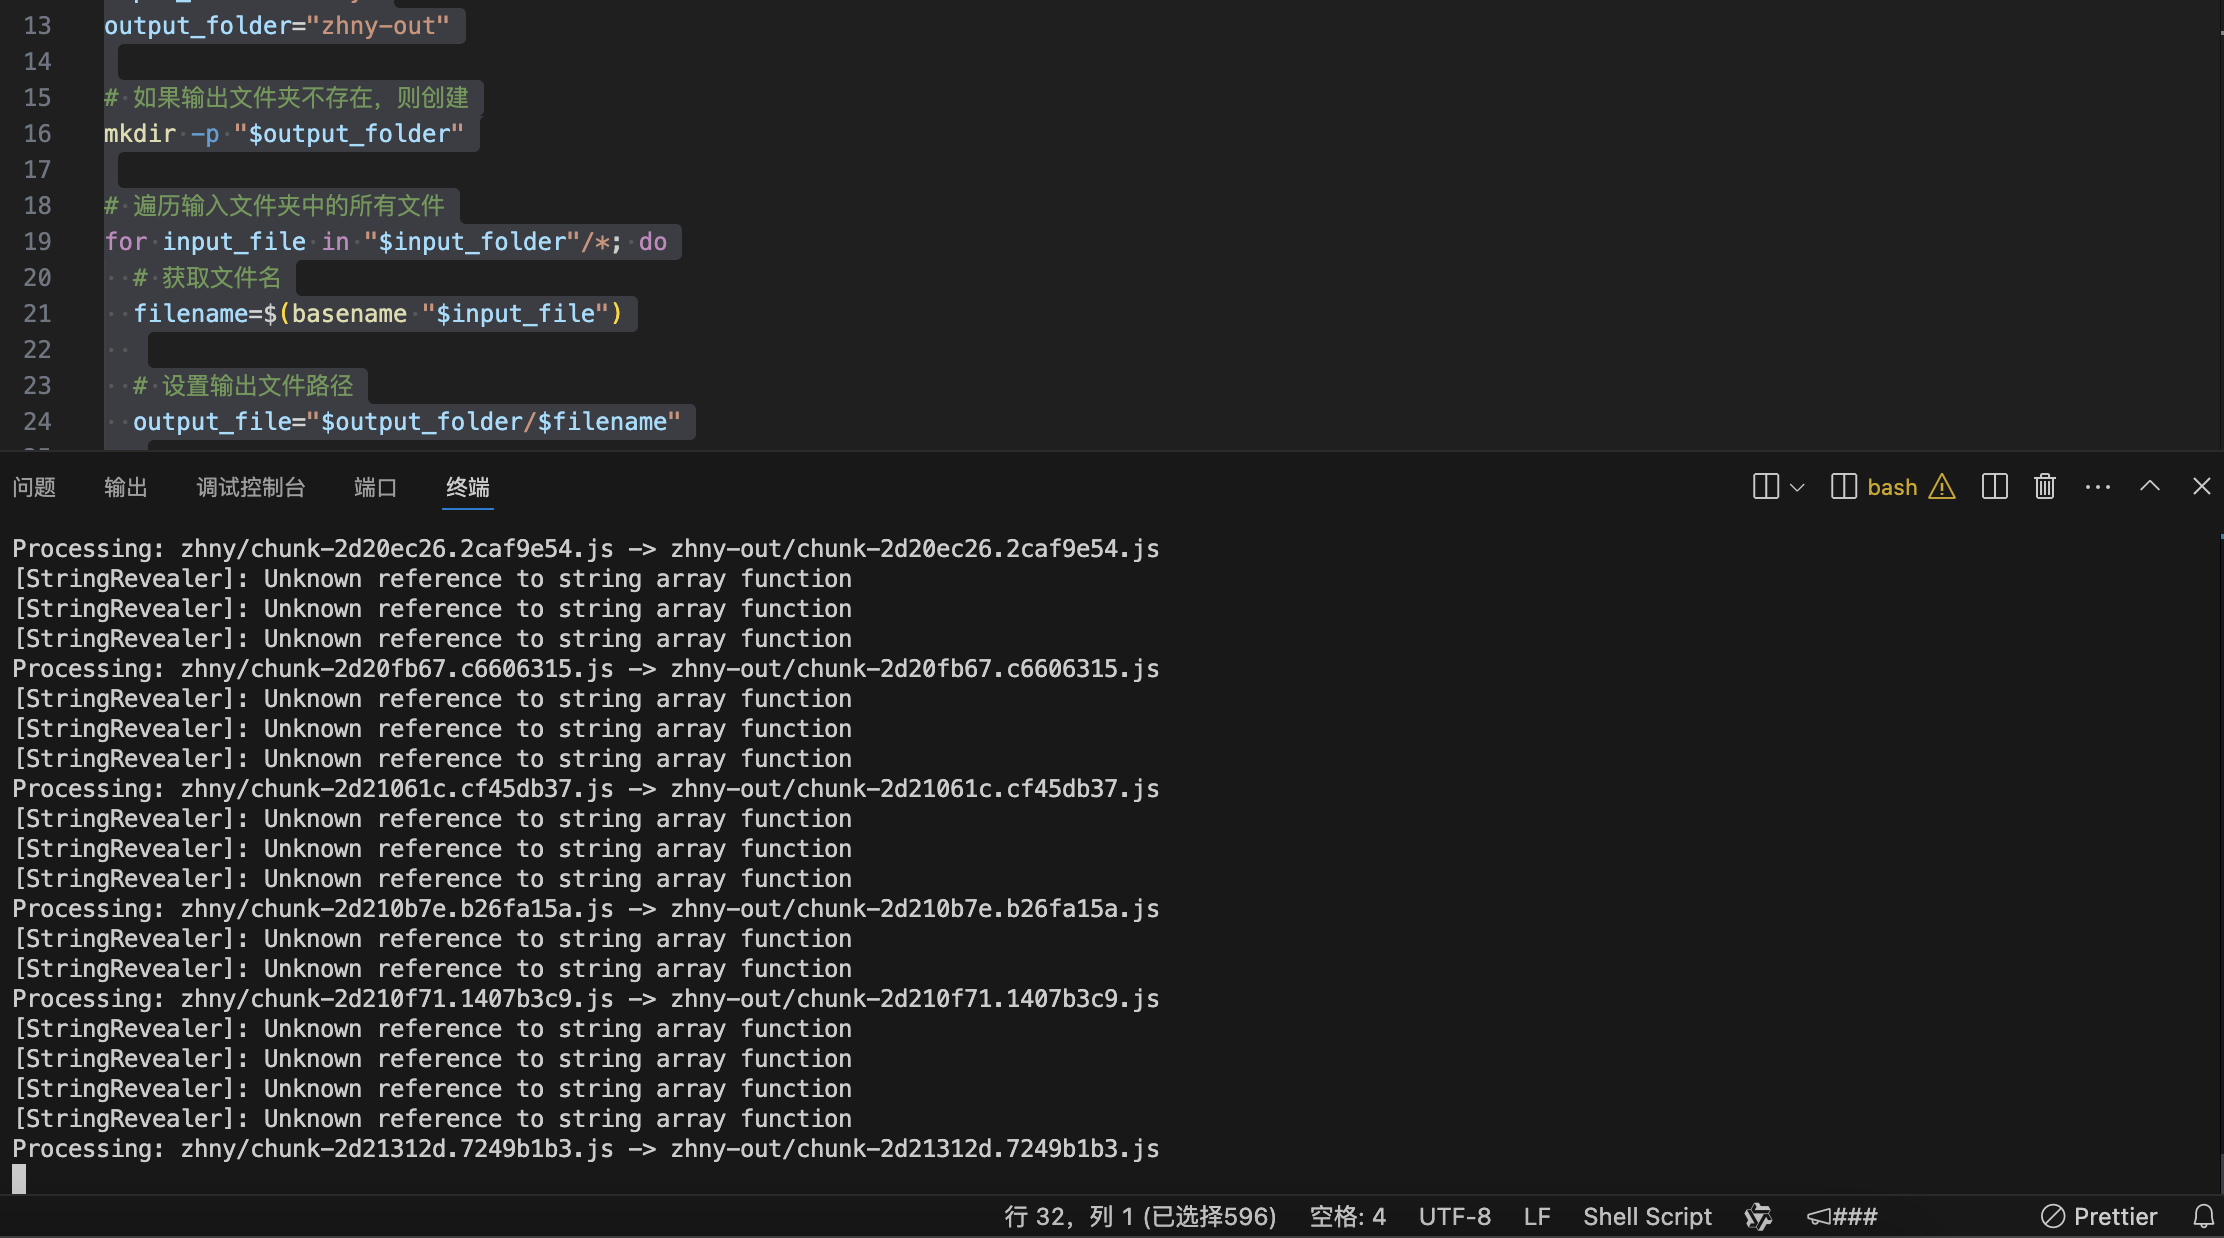 13 output_folder="zhny-out"
14
15 # 如果输出文件夹不存在，则创建
16 mkdir -p "$output_folder"
17
18 # 遍历输入文件夹中的所有文件
19 for input_file in "$input_folder"/*; do
20 # 获取文件名
21 filename=$(basename "$input_file")
22
23 # 设置输出文件路径
24 output_file="$output_folder/$filename"
问题 输出 调试控制台 端口 终端 bash
Processing: zhny/chunk-2d20ec26.2caf9e54.js -> zhny-out/chunk-2d20ec26.2caf9e54.js
[StringRevealer]: Unknown reference to string array function
[StringRevealer]: Unknown reference to string array function
[StringRevealer]: Unknown reference to string array function
Processing: zhny/chunk-2d20fb67.c6606315.js -> zhny-out/chunk-2d20fb67.c6606315.js
[StringRevealer]: Unknown reference to string array function
[StringRevealer]: Unknown reference to string array function
[StringRevealer]: Unknown reference to string array function
Processing: zhny/chunk-2d21061c.cf45db37.js -> zhny-out/chunk-2d21061c.cf45db37.js
[StringRevealer]: Unknown reference to string array function
[StringRevealer]: Unknown reference to string array function
[StringRevealer]: Unknown reference to string array function
Processing: zhny/chunk-2d210b7e.b26fa15a.js -> zhny-out/chunk-2d210b7e.b26fa15a.js
[StringRevealer]: Unknown reference to string array function
[StringRevealer]: Unknown reference to string array function
Processing: zhny/chunk-2d210f71.1407b3c9.js -> zhny-out/chunk-2d210f71.1407b3c9.js
[StringRevealer]: Unknown reference to string array function
[StringRevealer]: Unknown reference to string array function
[StringRevealer]: Unknown reference to string array function
[StringRevealer]: Unknown reference to string array function
Processing: zhny/chunk-2d21312d.7249b1b3.js -> zhny-out/chunk-2d21312d.7249b1b3.js
行 32，列 1 (已选择596) 空格: 4 UTF-8 LF Shell Script ### Prettier